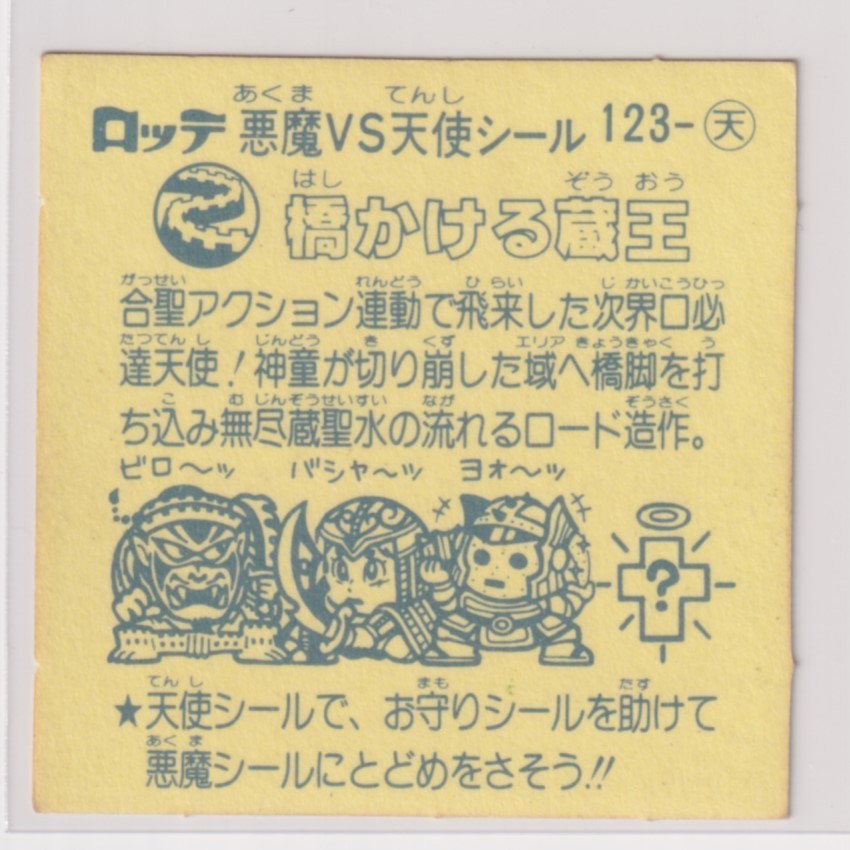 あくま てんし
ロッテ 悪魔VS天使シール 123-天
はし ぞうおう
橋かける蔵王
がっせい れんどう ひらい じかいこうひっ
合聖アクション連動で飛来した次界口必
たつてんし じんどう き くず エリア きょうきゃく う
達天使!神童が切り崩した域へ橋脚を打
こ むじんぞうせいすい なが ぞうさく
ち込み無尽蔵聖水の流れるロード造作。
ビロ〜ッ バシャ〜ッ ヨォ〜ッ
?
てんし まも たす
★天使シールで、お守りシールを助けて
あくま
悪魔シールにとどめをさそう!!